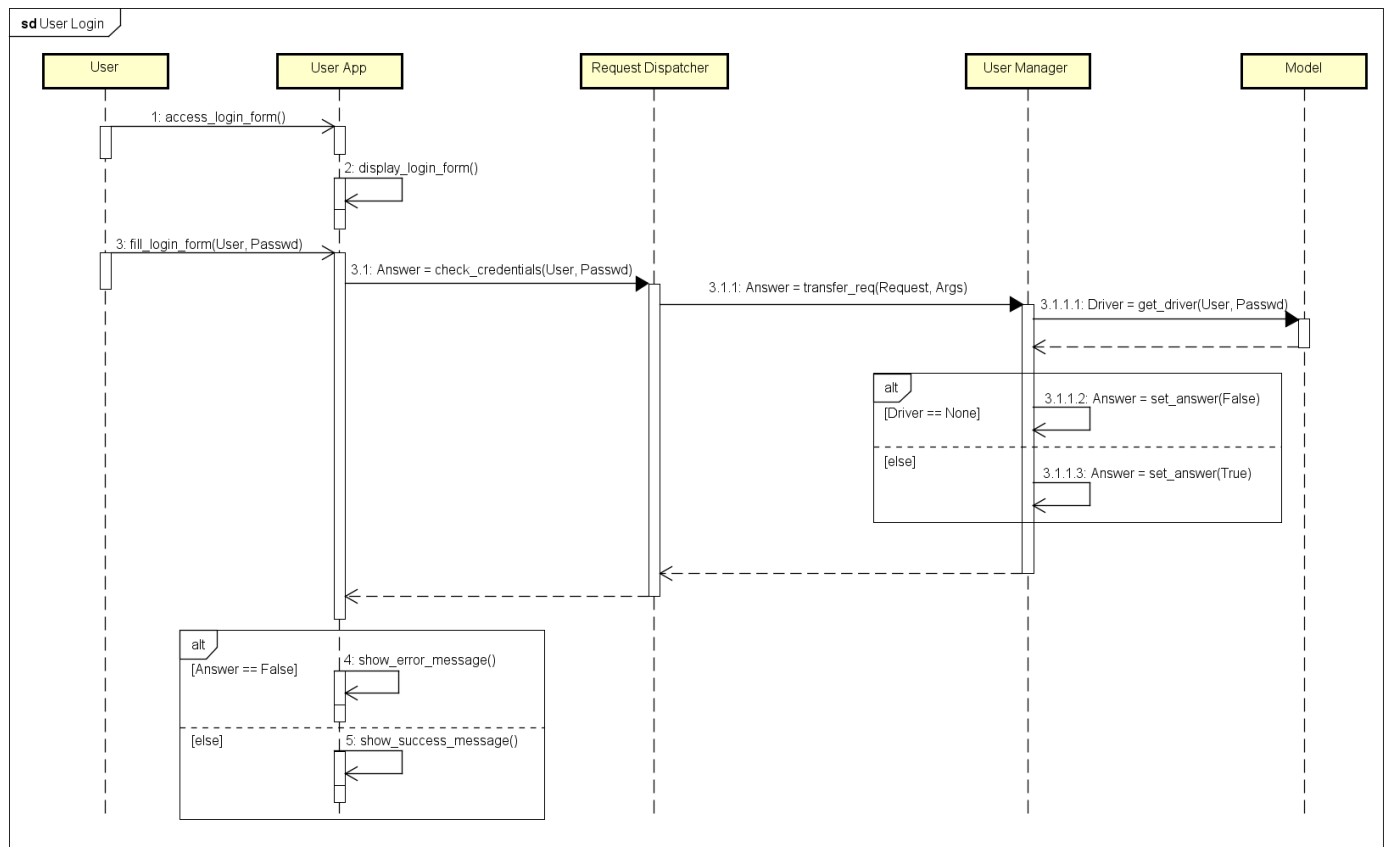 sd User Login
User
User App
Request Dispatcher
User Manager
Model
1: access_login_form()
2: display_login_form()
3: fill_login_form(User, Passwd)
3.1: Answer = check_credentials(User, Passwd)
3.1.1: Answer = transfer_req(Request, Args)
3.1.1.1: Driver = get_driver(User, Passwd)
alt
[Driver == None]
3.1.1.2: Answer = set_answer(False)
[else]
3.1.1.3: Answer = set_answer(True)
alt
[Answer == False]
4: show_error_message()
[else]
5: show_success_message()